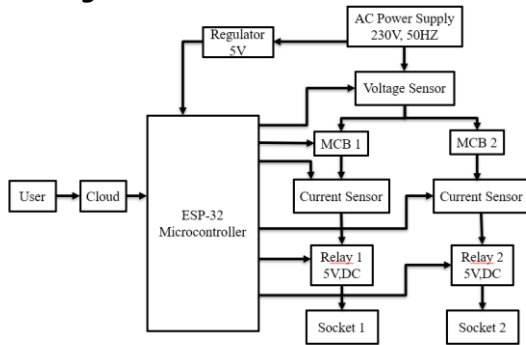 AC Power Supply
230V, 50HZ
Regulator
5V
Voltage Sensor
MCB 1
MCB 2
User
Cloud
ESP-32
Microcontroller
Current Sensor
Current Sensor
Relay 1
5V,DC
Relay 2
5V,DC
Socket 1
Socket 2